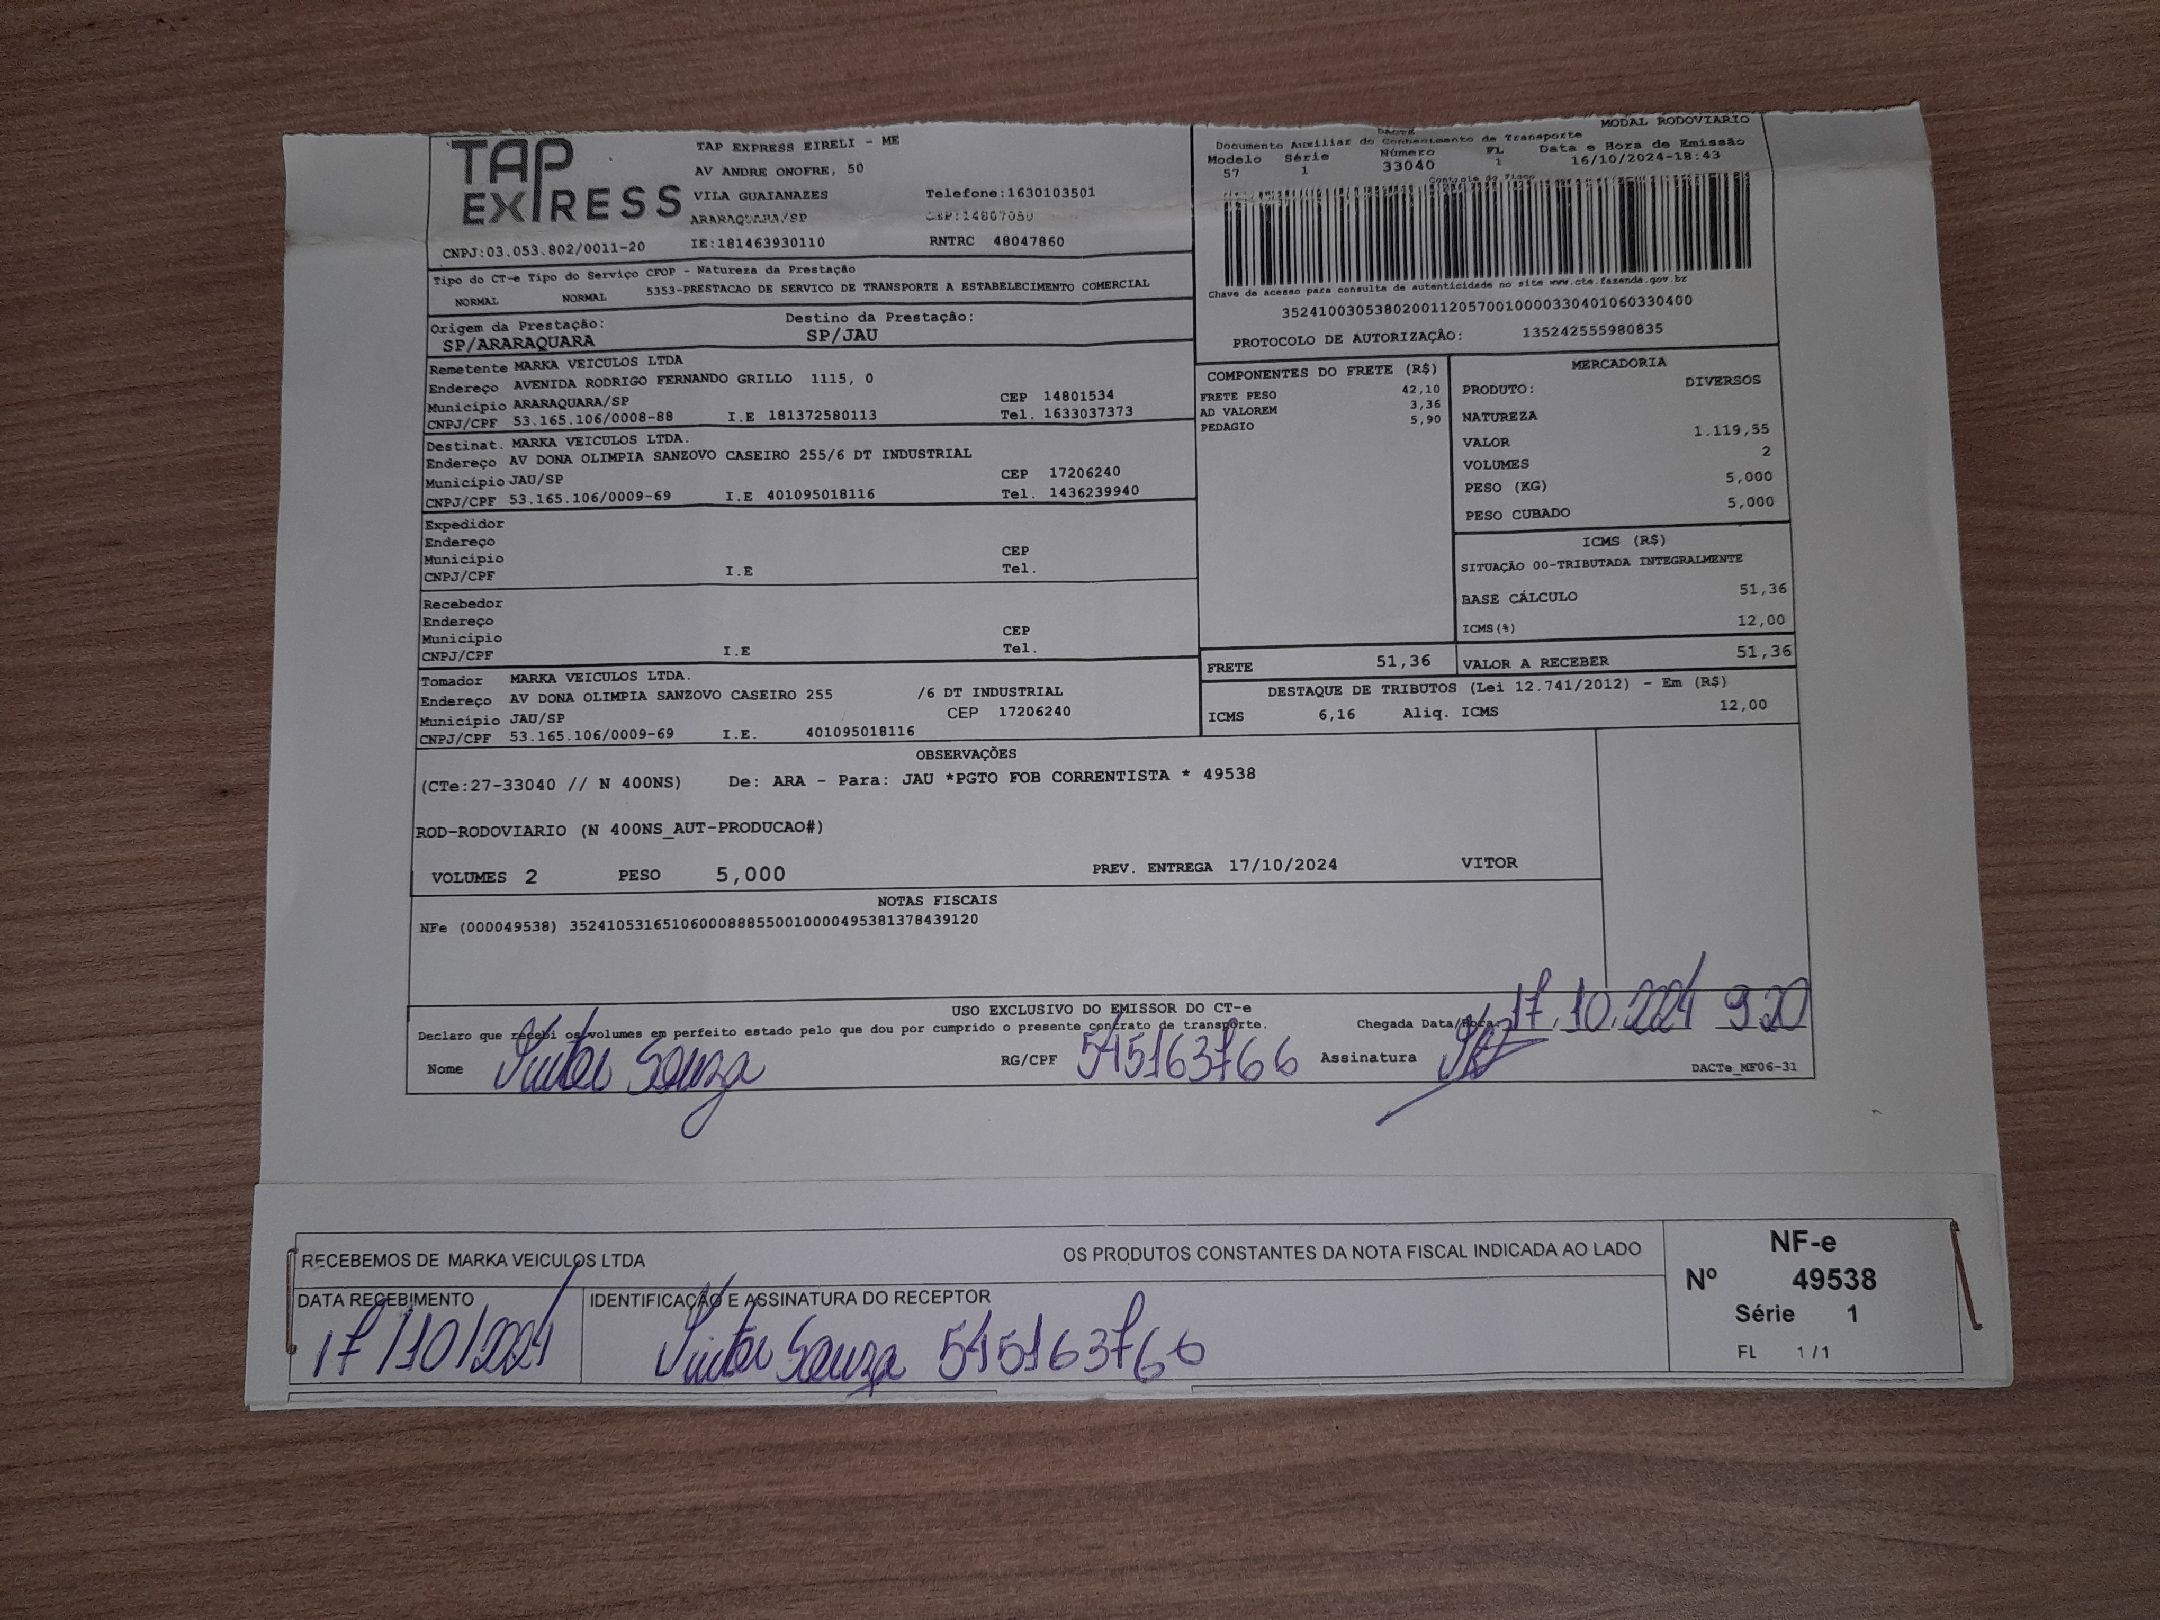 TAP EXPRESS
TAP EXPRESS EIRELI - ME
AV ANDRE ONOFRE, 50
VILA GUAIANAZES Telefone:1630103501
ARARAQUARA/SP CEP:14807050
CNPJ:03.053.802/0011-20 IE:181463930110 RNTRC 48047860
MODAL RODOVIARIO
DACTE
Documento Auxiliar do Conhecimento de Transporte
Modelo Série Número FL Data e Hora de Emissão
57 1 33040 1 16/10/2024-18:43
Controle do Fisco
Chave de acesso para consulta de autenticidade no site www.cte.fazenda.gov.bz
35241003053802001120570010000330401060330400
PROTOCOLO DE AUTORIZAÇÃO: 135242555980835
Tipo do CT-e Tipo do Serviço CFOP - Natureza da Prestação
NORMAL NORMAL 5353-PRESTACAO DE SERVICO DE TRANSPORTE A ESTABELECIMENTO COMERCIAL
Origem da Prestação: Destino da Prestação:
SP/ARARAQUARA SP/JAU
Remetente MARKA VEICULOS LTDA
Endereço AVENIDA RODRIGO FERNANDO GRILLO 1115, 0
Município ARARAQUARA/SP CEP 14801534
CNPJ/CPF 53.165.106/0008-88 I.E 181372580113 Tel. 1633037373
Destinat. MARKA VEICULOS LTDA.
Endereço AV DONA OLIMPIA SANZOVO CASEIRO 255/6 DT INDUSTRIAL
Município JAU/SP CEP 17206240
CNPJ/CPF 53.165.106/0009-69 I.E 401095018116 Tel. 1436239940
Expedidor
Endereço
Município CEP
CNPJ/CPF I.E Tel.
Recebedor
Endereço
Município CEP
CNPJ/CPF I.E Tel.
Tomador MARKA VEICULOS LTDA.
Endereço AV DONA OLIMPIA SANZOVO CASEIRO 255 /6 DT INDUSTRIAL
Município JAU/SP CEP 17206240
CNPJ/CPF 53.165.106/0009-69 I.E. 401095018116
COMPONENTES DO FRETE (R$)
FRETE PESO 42,10
AD VALOREM 3,36
PEDAGIO 5,90
FRETE 51,36
MERCADORIA
PRODUTO: DIVERSOS
NATUREZA
VALOR 1.119,55
VOLUMES 2
PESO (KG) 5,000
PESO CUBADO 5,000
ICMS (R$)
SITUAÇÃO 00-TRIBUTADA INTEGRALMENTE
BASE CÁLCULO 51,36
ICMS(%) 12,00
VALOR A RECEBER 51,36
DESTAQUE DE TRIBUTOS (Lei 12.741/2012) - Em (R$)
ICMS 6,16 Aliq. ICMS 12,00
OBSERVAÇÕES
(CTe:27-33040 // N 400NS) De: ARA - Para: JAU *PGTO FOB CORRENTISTA * 49538
ROD-RODOVIARIO (N 400NS_AUT-PRODUCAO#)
VOLUMES 2 PESO 5,000 PREV. ENTREGA 17/10/2024 VITOR
NOTAS FISCAIS
NFe (000049538) 35241053165106000888550010000495381378439120
USO EXCLUSIVO DO EMISSOR DO CT-e
Declaro que recebi os volumes em perfeito estado pelo que dou por cumprido o presente contrato de transporte. Chegada Data/Hora: 17.10.2024 9 20
Nome Vitor Souza RG/CPF 545163766 Assinatura
DACTe_MF06-31
RECEBEMOS DE MARKA VEICULOS LTDA OS PRODUTOS CONSTANTES DA NOTA FISCAL INDICADA AO LADO
DATA RECEBIMENTO IDENTIFICAÇÃO E ASSINATURA DO RECEPTOR
17/10/2024 Vitor Souza 545163766
NF-e
Nº 49538
Série 1
FL 1/1